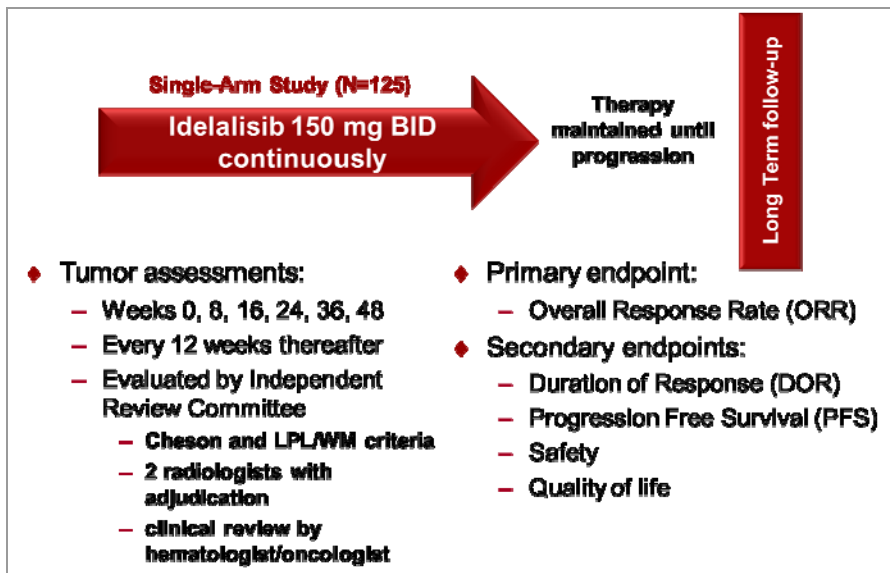 Single-Arm Study (N=125)
Idelalisib 150 mg BID
continuously
Therapy
maintained until
progression
Long Term follow-up
♦ Tumor assessments:
– Weeks 0, 8, 16, 24, 36, 48
– Every 12 weeks thereafter
– Evaluated by Independent
Review Committee
– Cheson and LPL/WM criteria
– 2 radiologists with
adjudication
– clinical review by
hematologist/oncologist
♦ Primary endpoint:
– Overall Response Rate (ORR)
♦ Secondary endpoints:
– Duration of Response (DOR)
– Progression Free Survival (PFS)
– Safety
– Quality of life